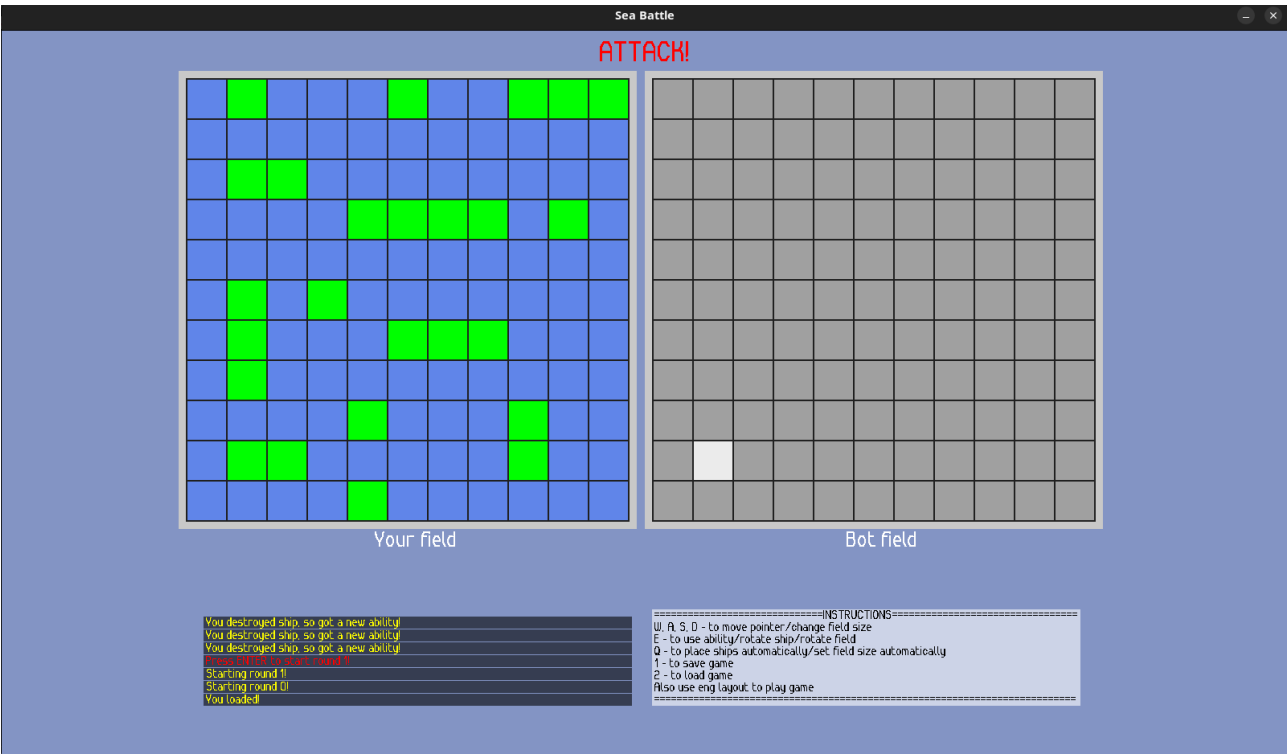 Sea Battle
ATTACK!
Your field
Bot field
You destroyed ship, so got a new ability!
You destroyed ship, so got a new ability!
You destroyed ship, so got a new ability!
Press ENTER to start round 1!
Starting round 1!
Starting round 0!
You loaded!
=============================INSTRUCTIONS=============================
W, A, S, D - to move pointer/change field size
E - to use ability/rotate ship/rotate field
Q - to place ships automatically/set field size automatically
1 - to save game
2 - to load game
Also use eng layout to play game
==========================================================================